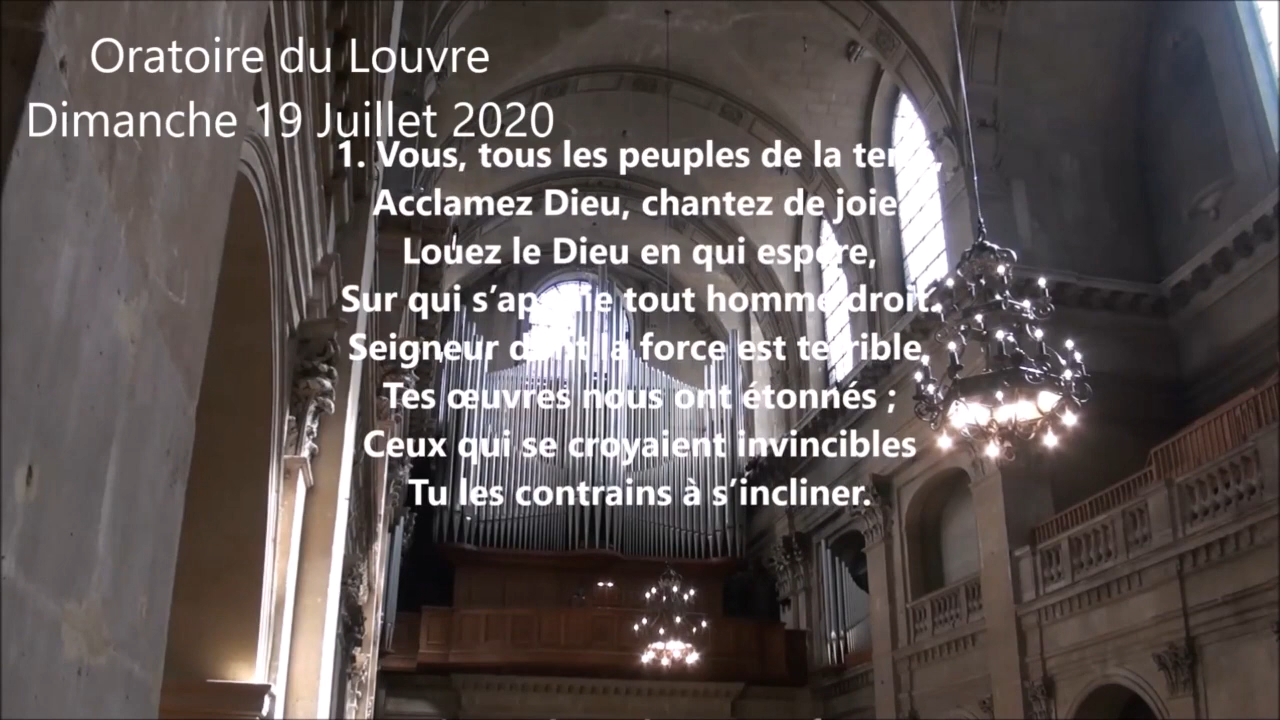 Oratoire du Louvre
Dimanche 19 Juillet 2020
1. Vous, tous les peuples de la terre,
Acclamez Dieu, chantez de joie
Louez le Dieu en qui espère,
Sur qui s’appuie tout homme droit.
Seigneur dont la force est terrible,
Tes œuvres nous ont étonnés ;
Ceux qui se croyaient invincibles
Tu les contrains à s’incliner.